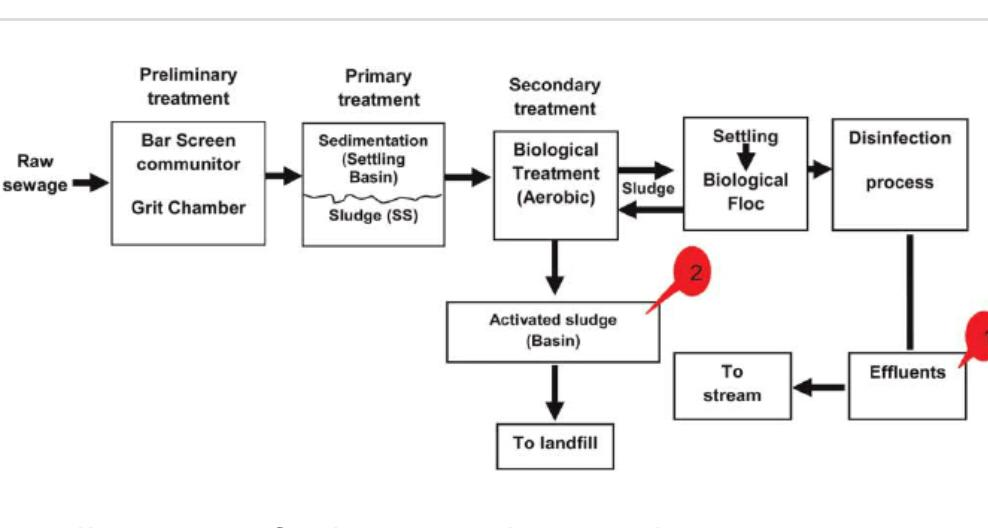 Preliminary
treatment
Primary
treatment
Secondary
treatment
Raw
sewage
Bar Screen
communitor
Grit Chamber
Sedimentation
(Settling
Basin)
Sludge (SS)
Biological
Treatment
(Aerobic)
Sludge
Settling
Biological
Floc
Disinfection
process
2
Activated sludge
(Basin)
To landfill
To
stream
Effluents